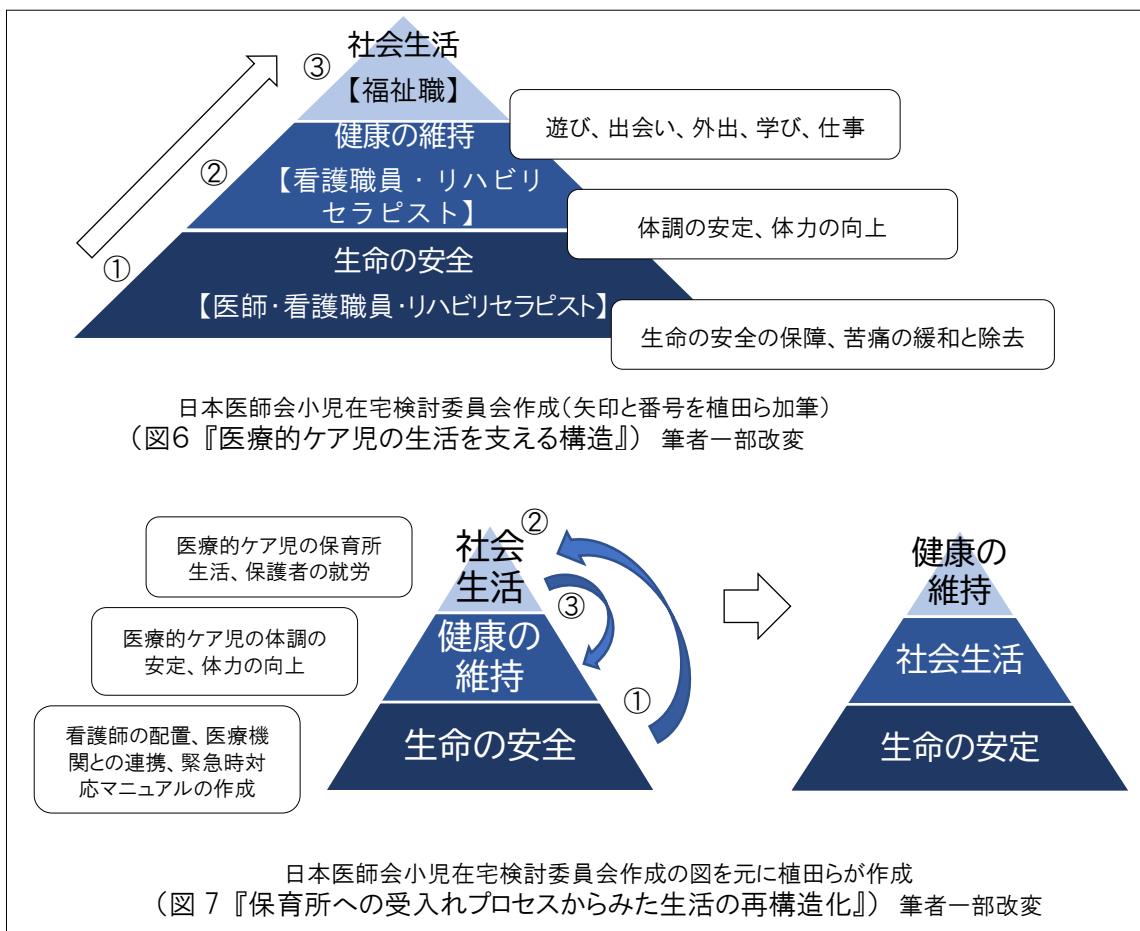 社会生活
③
【福祉職】
遊び、出会い、外出、学び、仕事
健康の維持
②
【看護職員・リハビリ
セラピスト】
体調の安定、体力の向上
①
生命の安全
【医師・看護職員・リハビリセラピスト】
生命の安全の保障、苦痛の緩和と除去
日本医師会小児在宅検討委員会作成（矢印と番号を植田ら加筆）
（図６『医療的ケア児の生活を支える構造』） 筆者一部改変
医療的ケア児の保育所
生活、保護者の就労
医療的ケア児の体調の
安定、体力の向上
看護師の配置、医療機
関との連携、緊急時対
応マニュアルの作成
②
社会
生活
③
健康の
維持
①
生命の安全
健康の
維持
社会生活
生命の安定
日本医師会小児在宅検討委員会作成の図を元に植田らが作成
（図 7『保育所への受入れプロセスからみた生活の再構造化』） 筆者一部改変